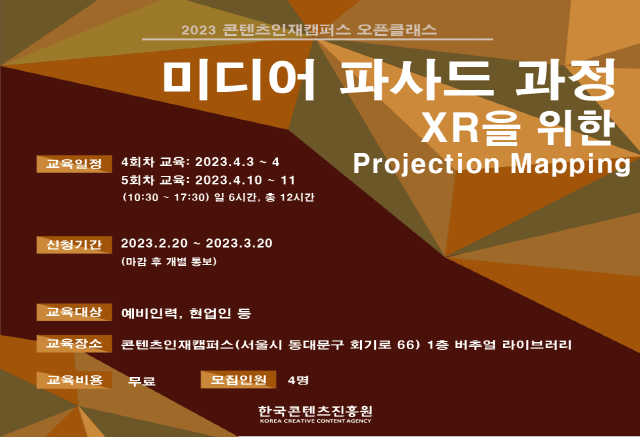 2023 콘텐츠인재캠퍼스 오픈클래스
미디어 파사드 과정
XR을 위한
Projection Mapping
교육일정 4회차 교육: 2023.4.3 ~ 4
5회차 교육: 2023.4.10 ~ 11
(10:30 ~ 17:30) 일 6시간, 총 12시간
신청기간 2023.2.20 ~ 2023.3.20
(마감 후 개별 통보)
교육대상 예비인력, 현업인 등
교육장소 콘텐츠인재캠퍼스(서울시 동대문구 회기로 66) 1층 버추얼 라이브러리
교육비용 무료 모집인원 4명
한국콘텐츠진흥원
KOREA CREATIVE CONTENT AGENCY